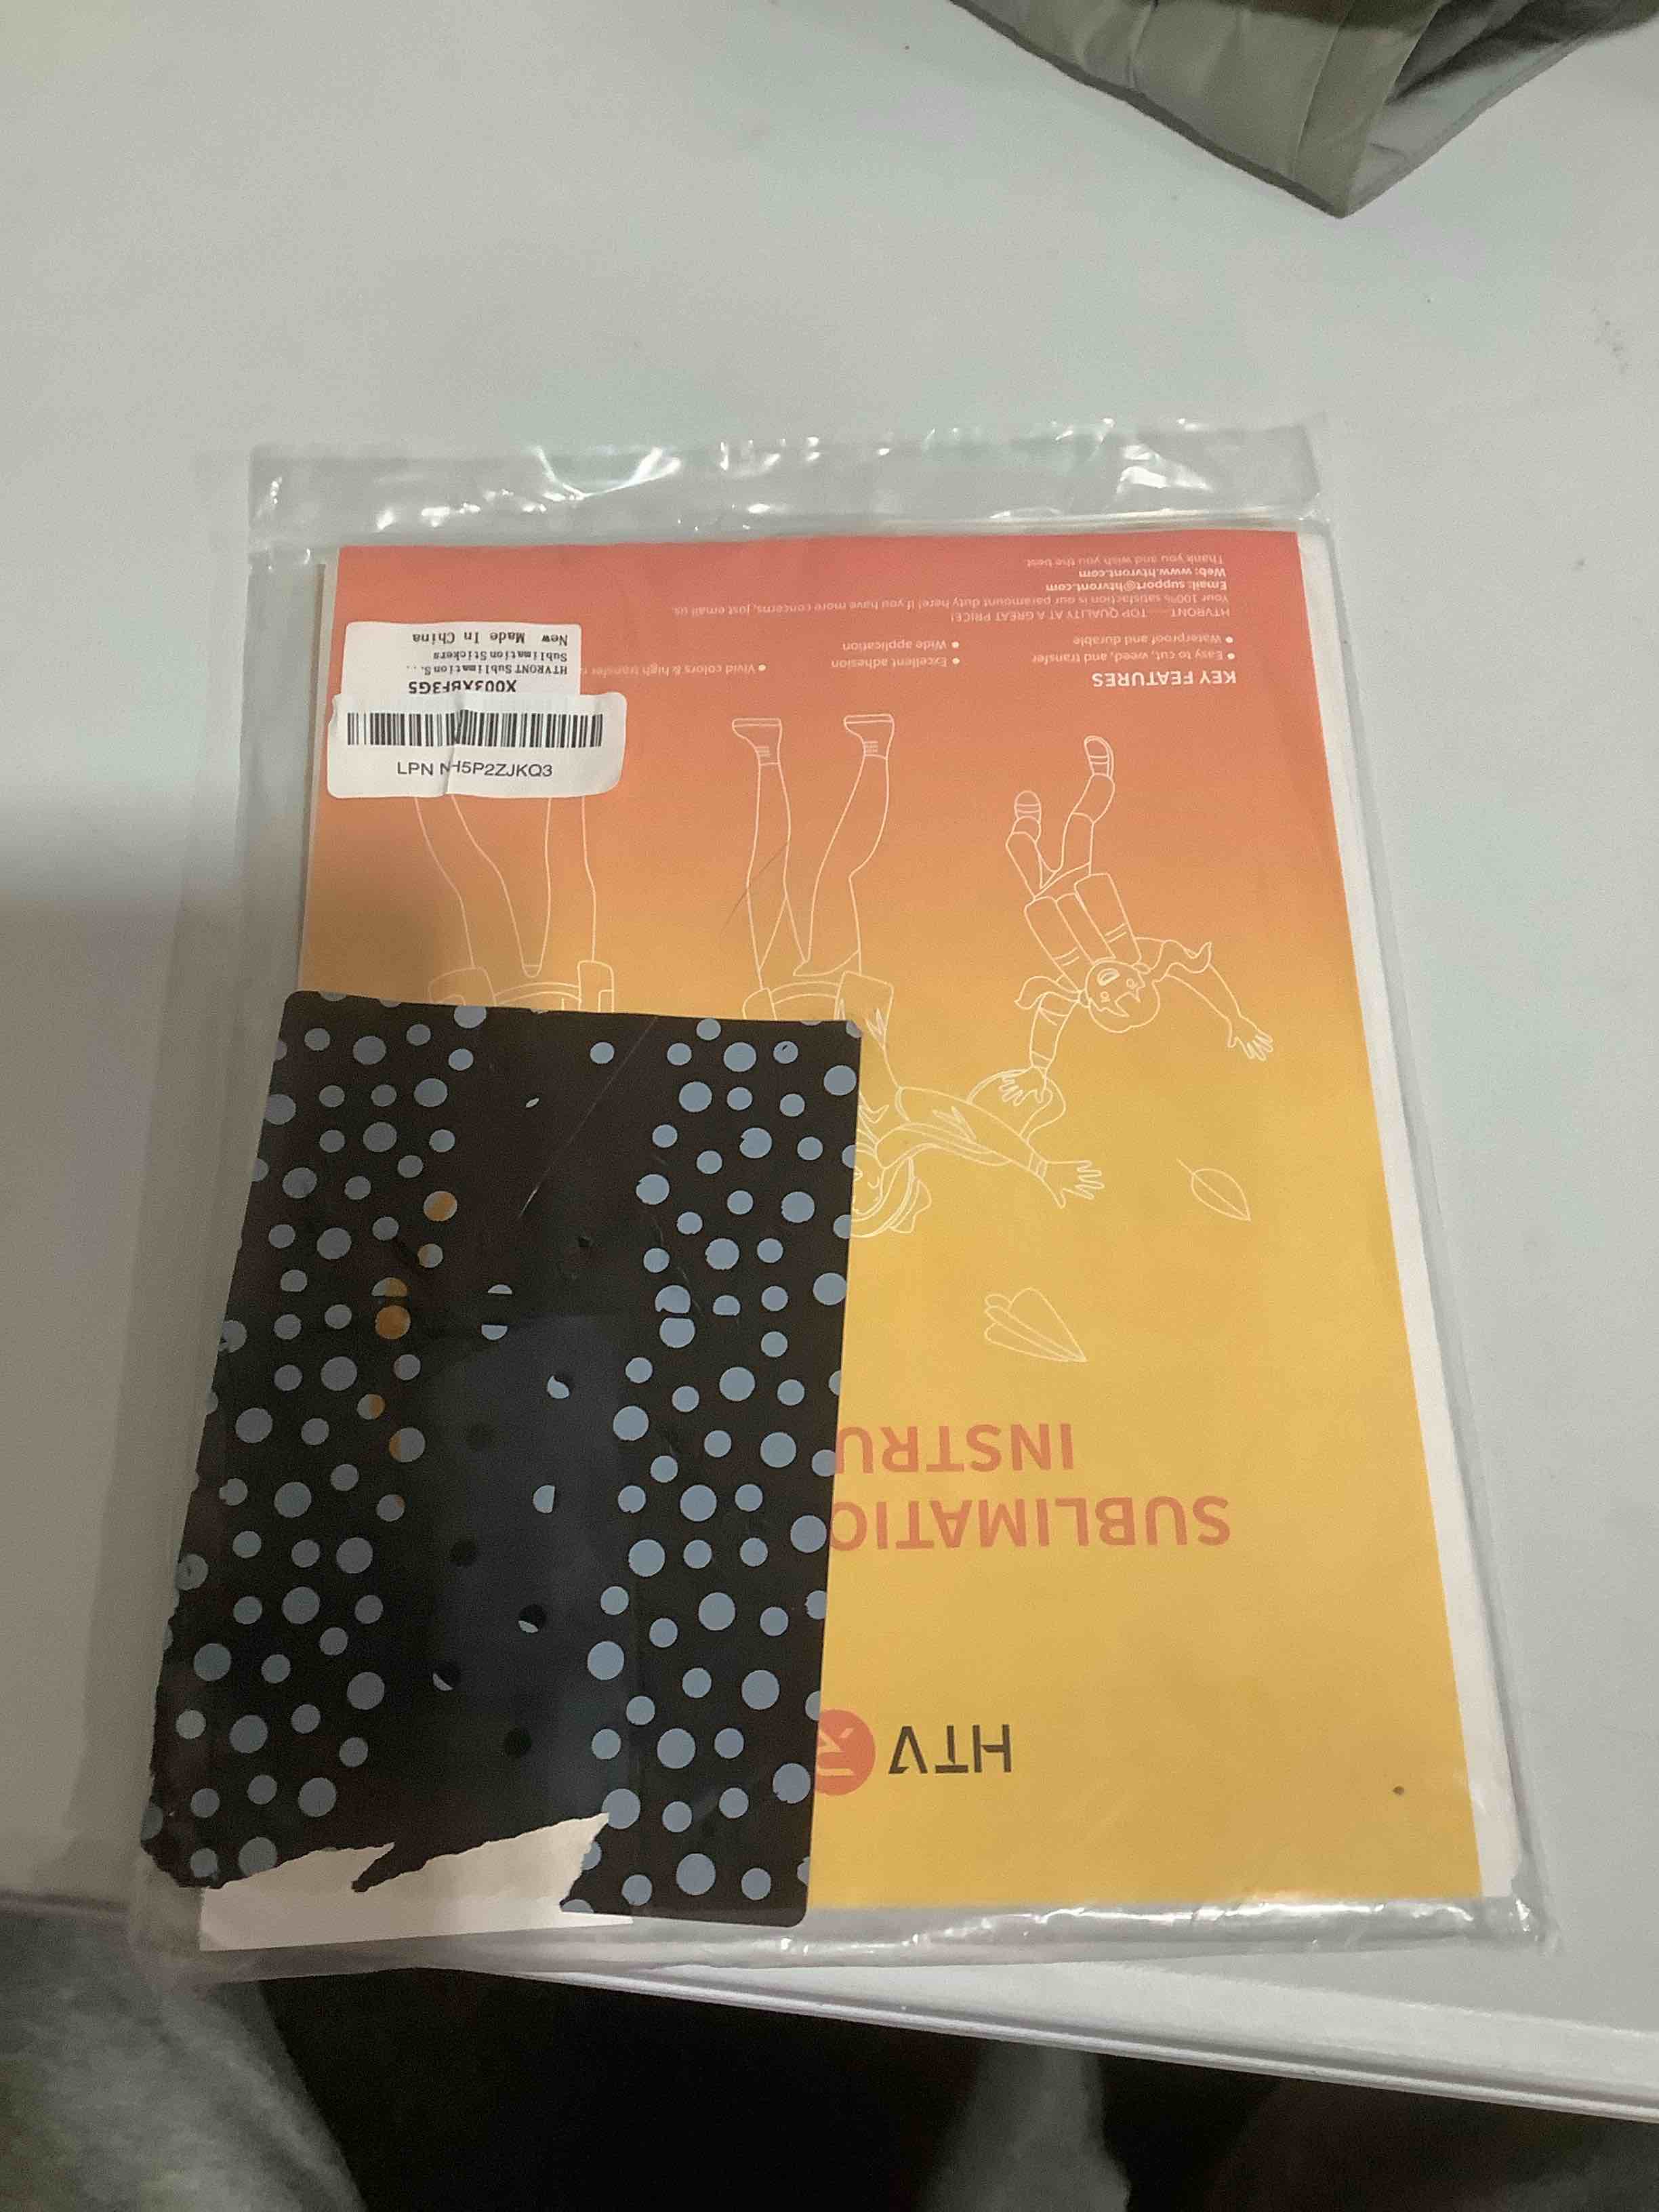 HTV
SUBLIMATIO
INSTRU
KEY FEATURES
• Easy to cut, weed, and transfer
• Waterproof and durable
• Excellent adhesion
• Wide application
• Vivid colors & high transfer
HTVRONT——TOP QUALITY AT A GREAT PRICE!
Your 100% satisfaction is our paramount duty here! If you have more concerns, just email us.
Email: support@htvront.com
Web: www.htvront.com
Thank you and wish you the best.
X003XBF3G5
HTVRONT Sublimation S...
Sublimation Stickers
New Made In China
LPN NH5P2ZJKQ3